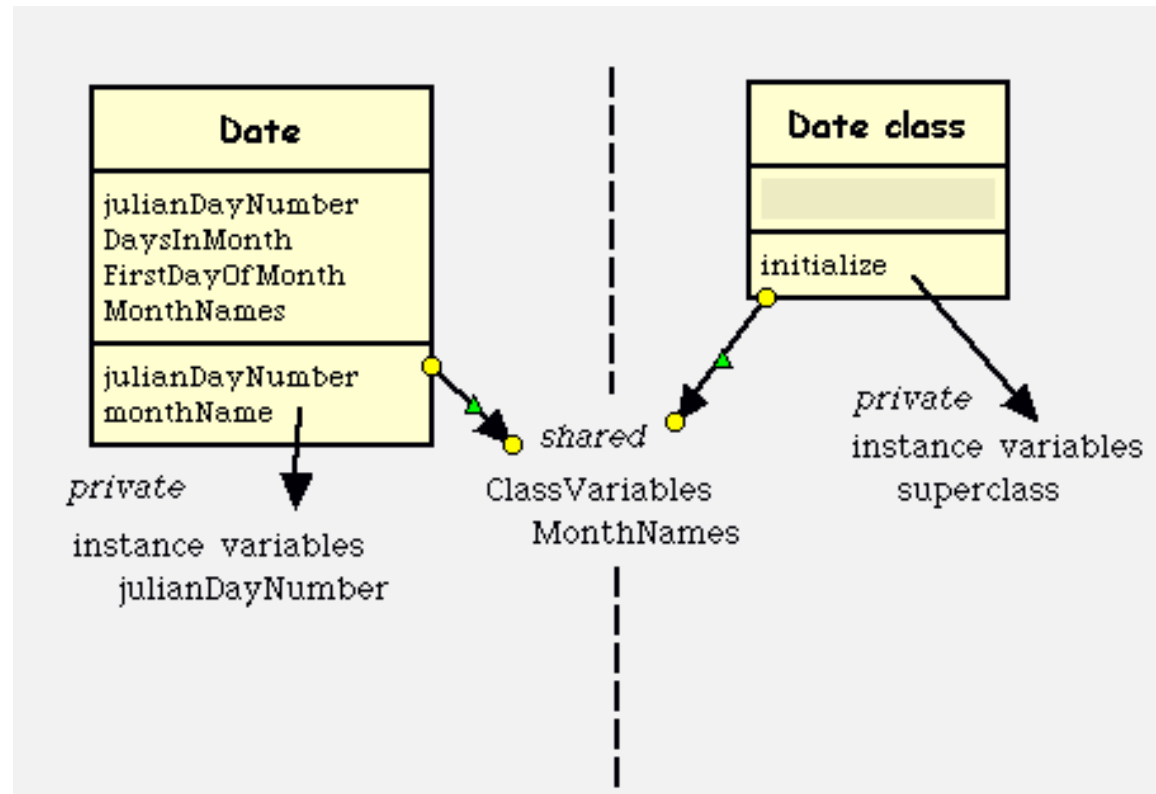 Date
julianDayNumber
DaysInMonth
FirstDayOfMonth
MonthNames
julianDayNumber
monthName
private
instance variables
julianDayNumber
shared
ClassVariables
MonthNames
Date class
initialize
private
instance variables
superclass